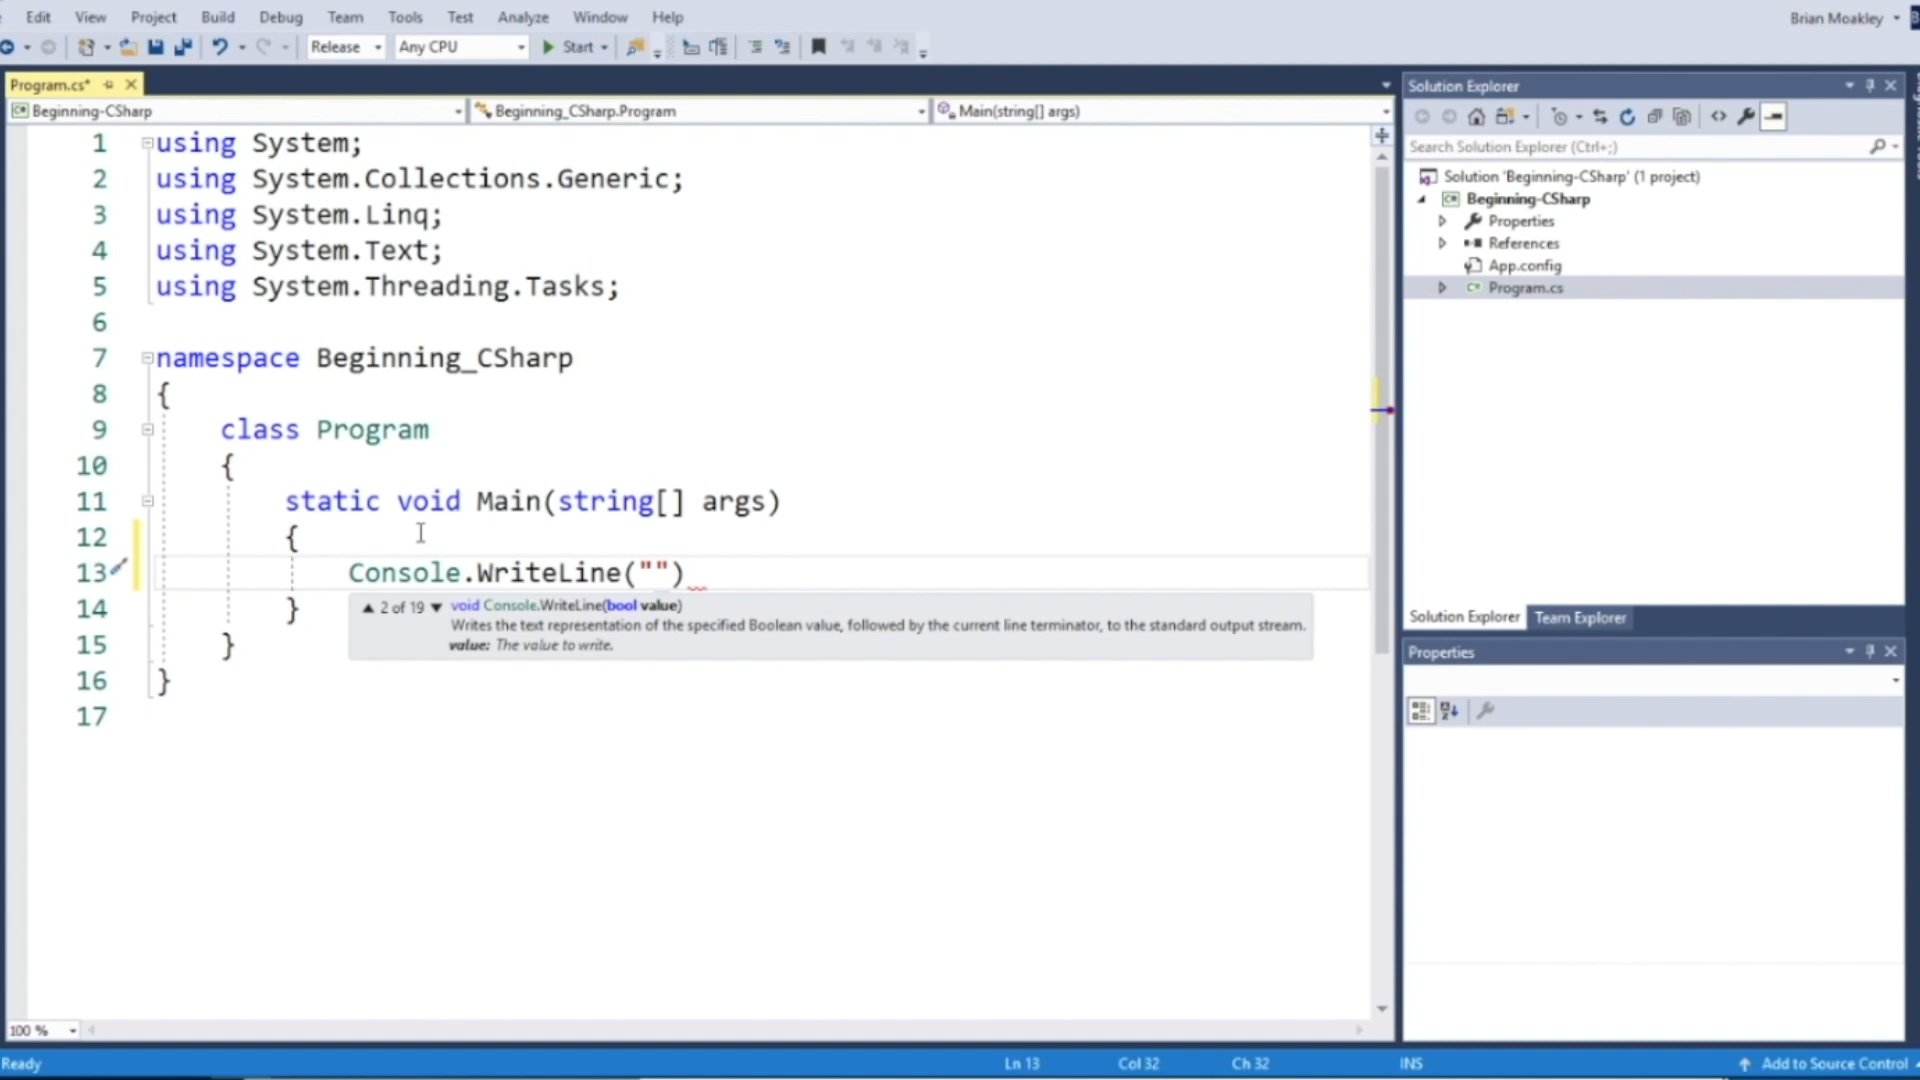 Edit View Project Build Debug Team Tools Test Analyze Window Help Brian Moakley
Release Any CPU Start
Program.cs*
Beginning-CSharp Beginning_CSharp.Program Main(string[] args)
1 using System;
2 using System.Collections.Generic;
3 using System.Linq;
4 using System.Text;
5 using System.Threading.Tasks;
6
7 namespace Beginning_CSharp
8 {
9 class Program
10 {
11 static void Main(string[] args)
12 {
13 Console.WriteLine("")
14 }
15 }
16 }
17
2 of 19 void Console.WriteLine(bool value)
Writes the text representation of the specified Boolean value, followed by the current line terminator, to the standard output stream.
value: The value to write.
100 %
Solution Explorer
Search Solution Explorer (Ctrl+;)
Solution 'Beginning-CSharp' (1 project)
Beginning-CSharp
Properties
References
App.config
Program.cs
Solution Explorer Team Explorer
Properties
Ready Ln 13 Col 32 Ch 32 INS Add to Source Control